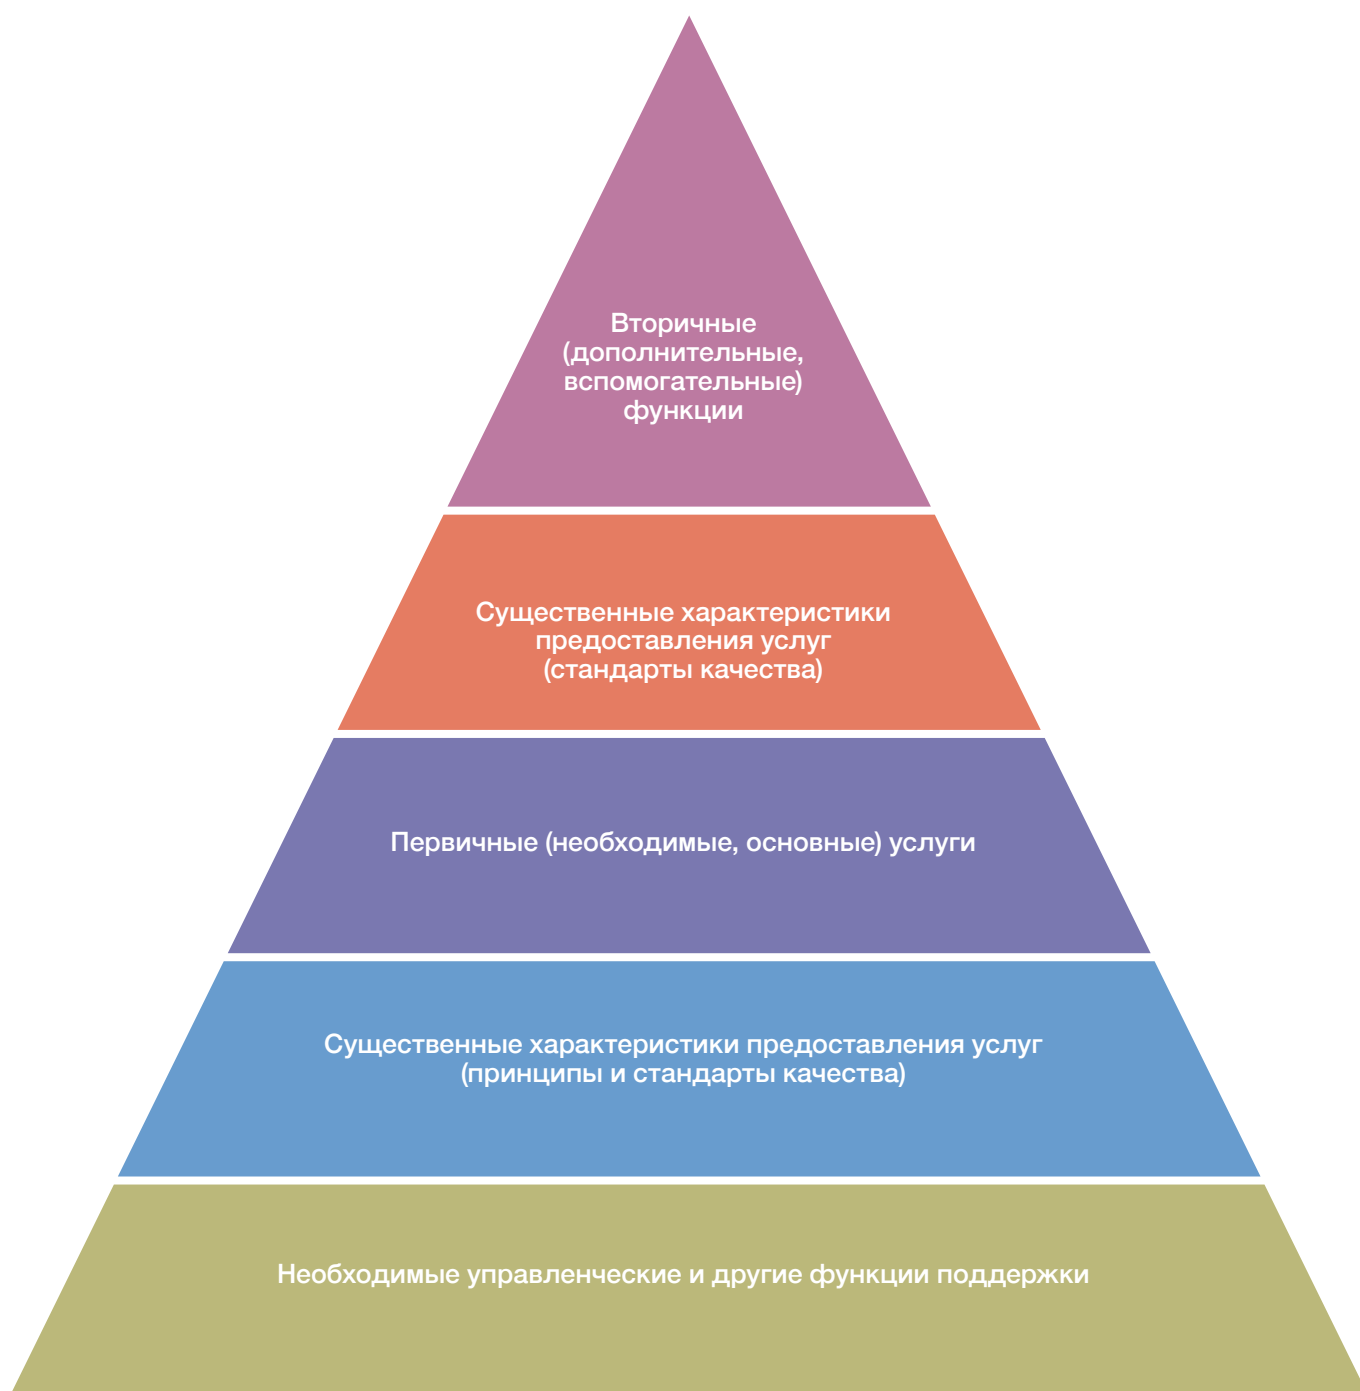 Вторичные
(дополнительные,
вспомогательные)
функции
Существенные характеристики
предоставления услуг
(стандарты качества)
Первичные (необходимые, основные) услуги
Существенные характеристики предоставления услуг
(принципы и стандарты качества)
Необходимые управленческие и другие функции поддержки